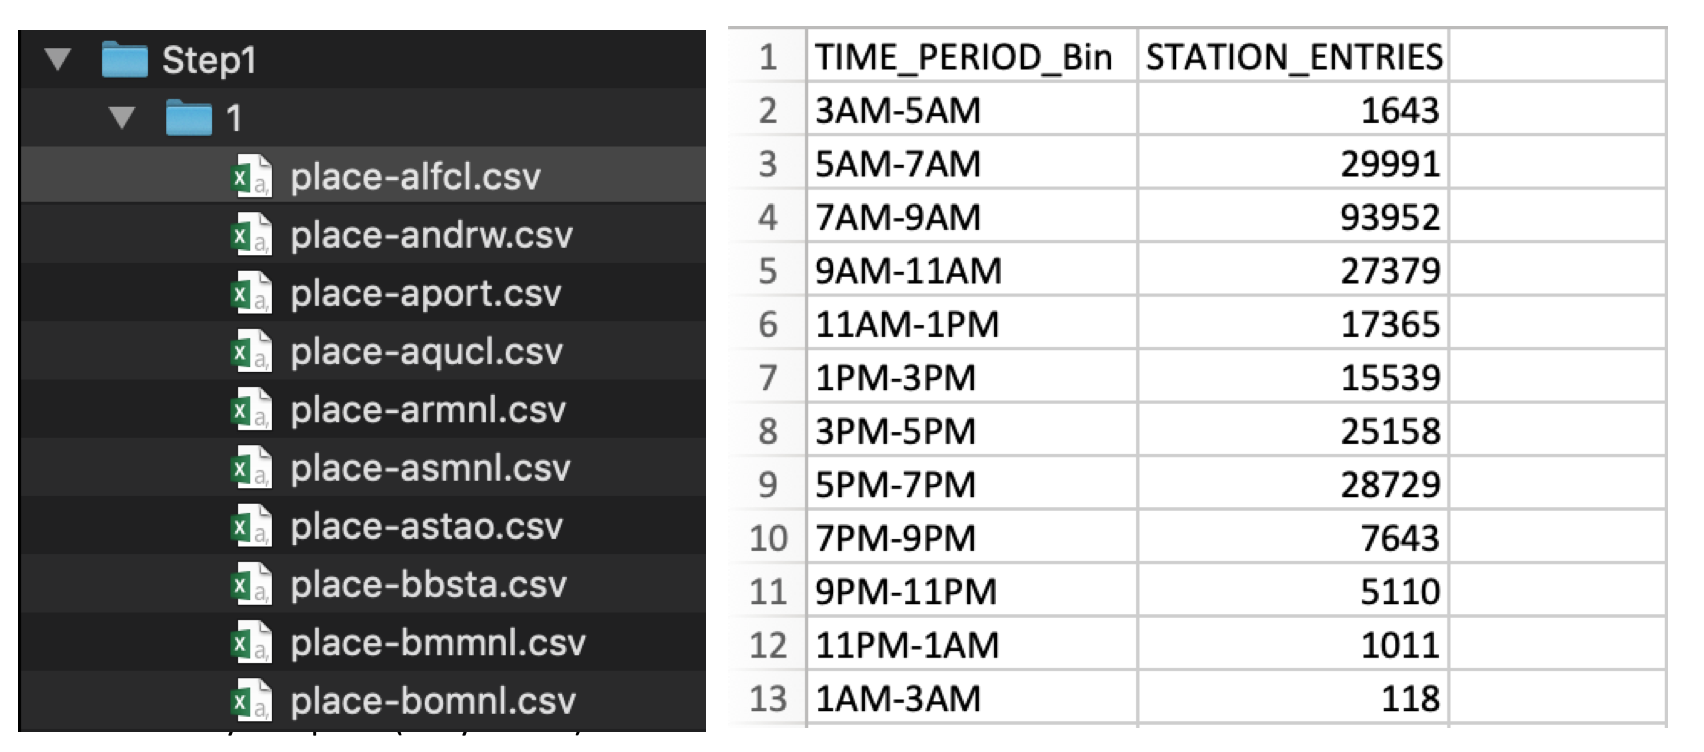 Step1
1
place-alfcl.csv
place-andrw.csv
place-aport.csv
place-aqucl.csv
place-armnl.csv
place-asmnl.csv
place-astao.csv
place-bbsta.csv
place-bmmnl.csv
place-bomnl.csv
1 TIME_PERIOD_Bin STATION_ENTRIES
2 3AM-5AM 1643
3 5AM-7AM 29991
4 7AM-9AM 93952
5 9AM-11AM 27379
6 11AM-1PM 17365
7 1PM-3PM 15539
8 3PM-5PM 25158
9 5PM-7PM 28729
10 7PM-9PM 7643
11 9PM-11PM 5110
12 11PM-1AM 1011
13 1AM-3AM 118